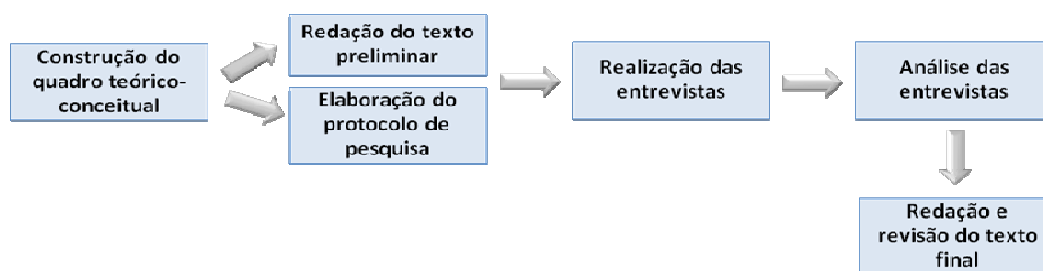 Construção do
quadro teórico-
conceitual
Redação do texto
preliminar
Elaboração do
protocolo de
pesquisa
Realização das
entrevistas
Análise das
entrevistas
Redação e
revisão do texto
final